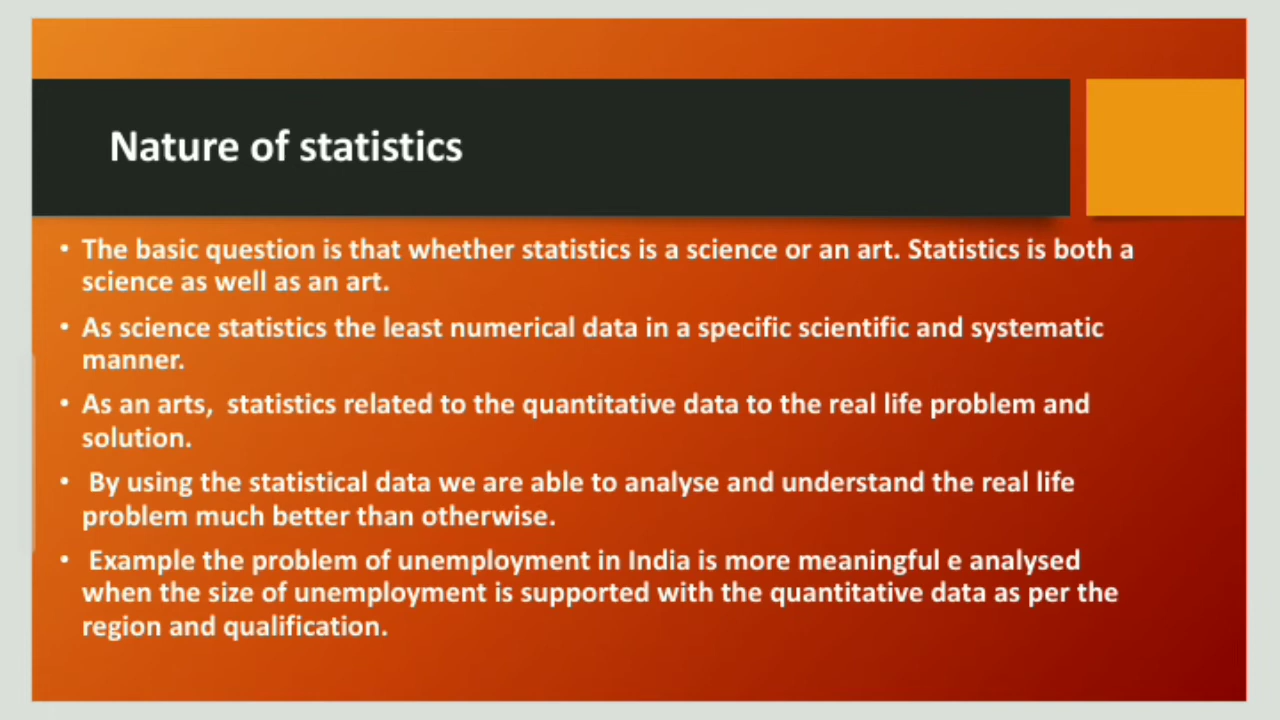 Nature of statistics
• The basic question is that whether statistics is a science or an art. Statistics is both a
science as well as an art.
• As science statistics the least numerical data in a specific scientific and systematic
manner.
• As an arts,  statistics related to the quantitative data to the real life problem and
solution.
• By using the statistical data we are able to analyse and understand the real life
problem much better than otherwise.
• Example the problem of unemployment in India is more meaningful e analysed
when the size of unemployment is supported with the quantitative data as per the
region and qualification.